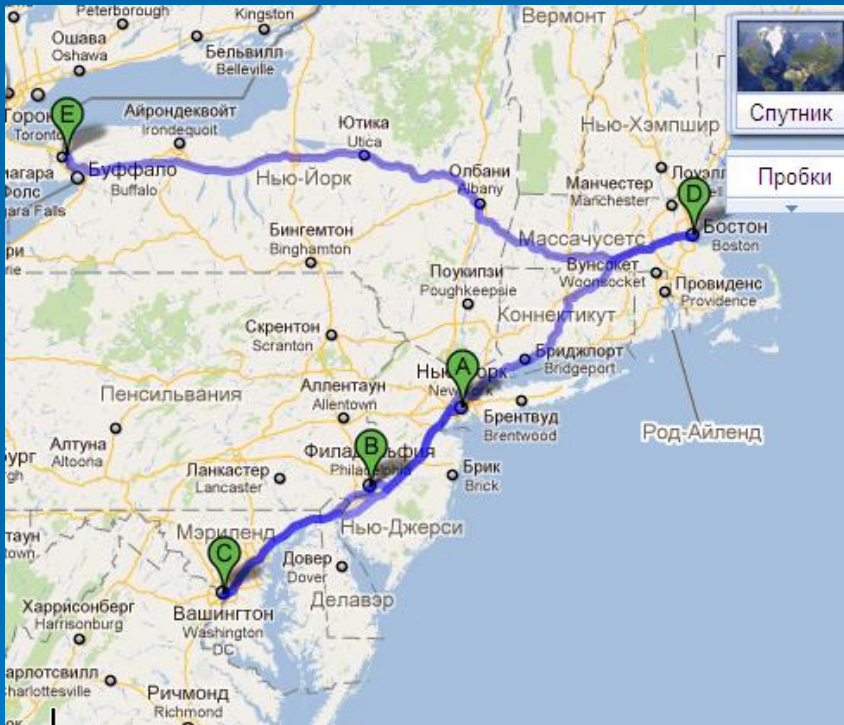 Peterborough
Кингстон
Kingston
Вермонт
Ошава
Oshawa
Бельвилл
Belleville
Спутник
E
Toronto
Айрондеквойт
Irondequoit
Ютика
Utica
Нью-Хэмпшир
Буффало
Buffalo
Фолс
Нью-Йорк
Олбани
Albany
Манчестер
Manchester
Пробки
D
Бостон
Boston
Массачусетс
Бингемтон
Binghamton
Вунсокет
Woonsocket
Провиденс
Providence
Поукипзи
Poughkeepsie
Коннектикут
Скрентон
Scranton
A
Бриджпорт
Bridgeport
Пенсильвания
Аллентаун
Allentown
Брентвуд
Brentwood
Род-Айленд
Алтуна
Altoona
B
Philadelphia
Ланкастер
Lancaster
Брик
Brick
Нью-Джерси
Мэриленд
C
Довер
Dover
Делавэр
Вашингтон
Washington
DC
Харрисонберг
Harrisonburg
Charlottesville
Ричмонд
Richmond